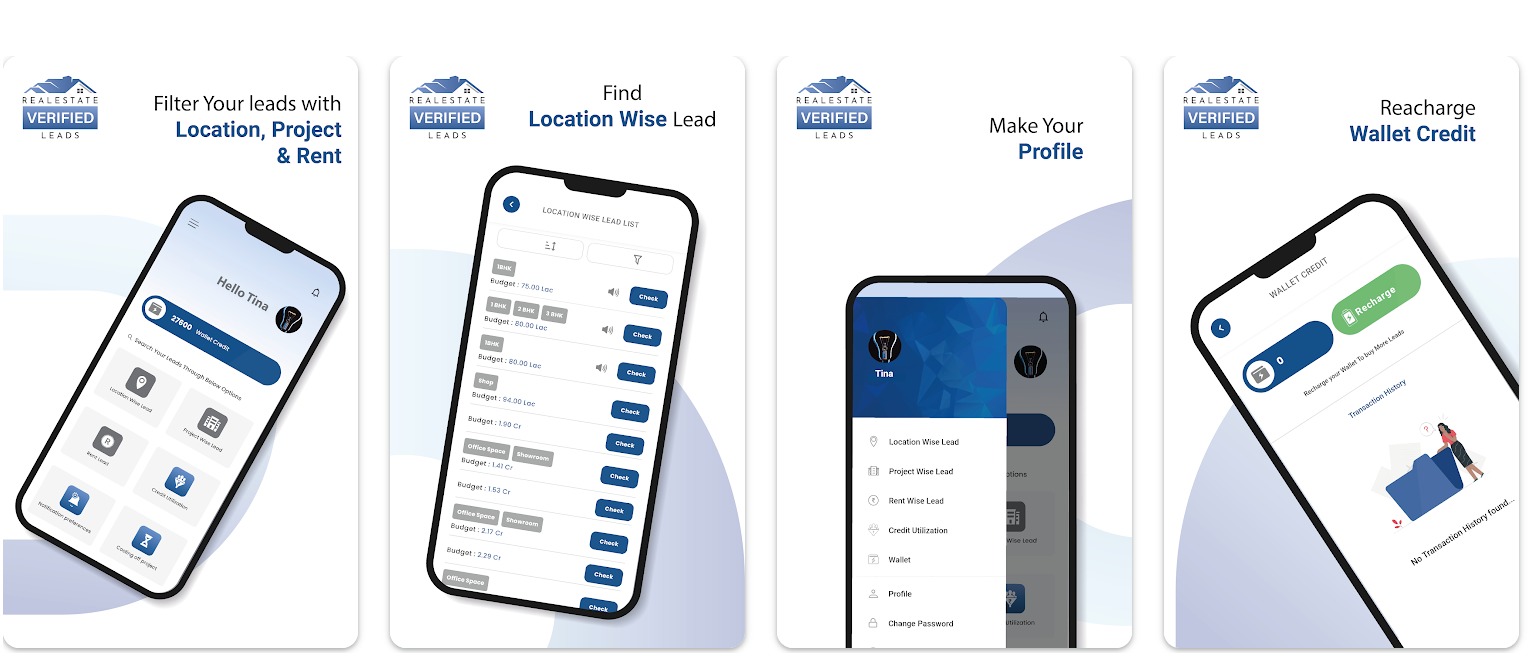 REALESTATE
VERIFIED
LEADS
Filter Your leads with
Location, Project
& Rent
Hello Tina
27600 Wallet Credit
Search Your Leads Through Below Options
Location Wise Lead
Project Wise Lead
Rent Lead
Credit Utilization
Notification preferences
Cooling off project
REALESTATE
VERIFIED
LEADS
Find
Location Wise Lead
LOCATION WISE LEAD LIST
1BHK
Budget : 75.00 Lac
Check
1 BHK 2 BHK 3 BHK
Budget : 80.00 Lac
Check
1BHK
Budget : 80.00 Lac
Check
Shop
Budget : 94.00 Lac
Check
Budget : 1.90 Cr
Check
Office Space Showroom
Budget : 1.41 Cr
Check
Budget : 1.53 Cr
Check
Office Space Showroom
Budget : 2.17 Cr
Check
Budget : 2.29 Cr
Check
Office Space
Check
REALESTATE
VERIFIED
LEADS
Make Your
Profile
Tina
Location Wise Lead
Project Wise Lead
Rent Wise Lead
Credit Utilization
Wallet
Profile
Change Password
otions
Wise Lead
Utilization
REALESTATE
VERIFIED
LEADS
Reacharge
Wallet Credit
WALLET CREDIT
0
Recharge
Recharge your Wallet To buy More Leads
Transaction History
No Transaction History found...